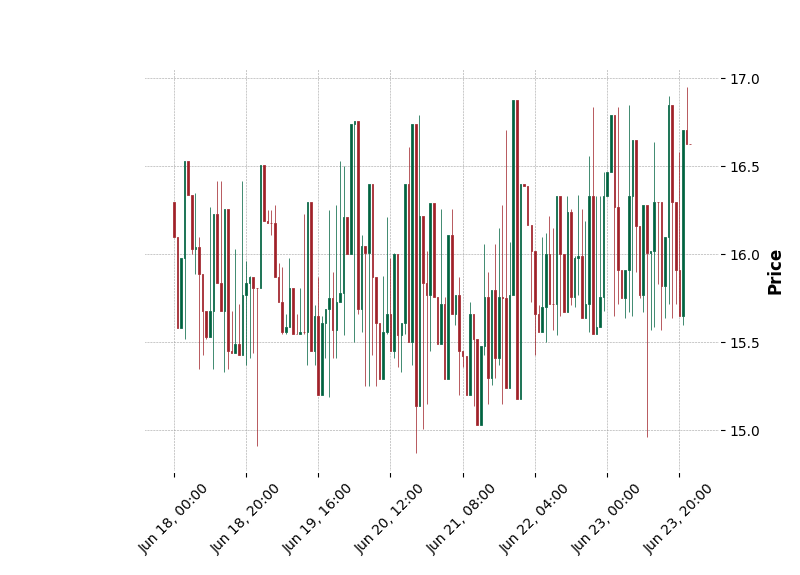 17.0
16.5
16.0
15.5
15.0
Price
Jun 18, 00:00
Jun 18, 20:00
Jun 19, 16:00
Jun 20, 12:00
Jun 21, 08:00
Jun 22, 04:00
Jun 23, 00:00
Jun 23, 20:00